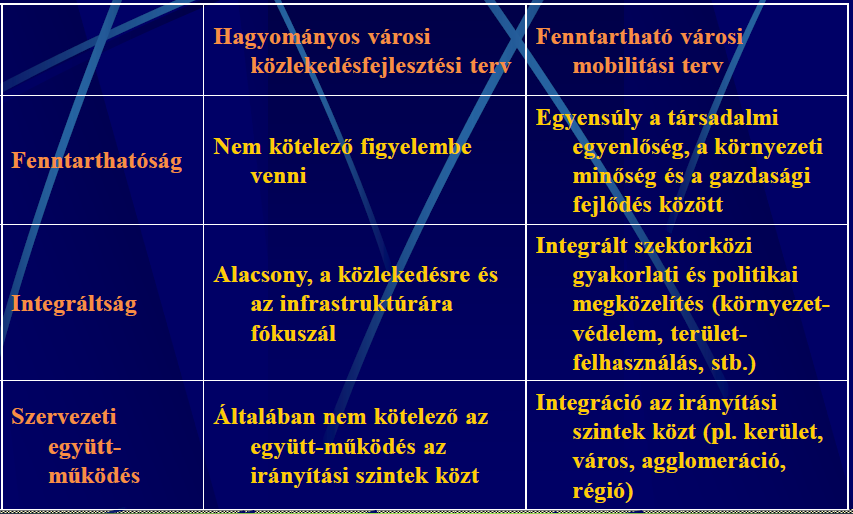 Hagyományos városi
közlekedésfejlesztési terv
Fenntartható városi
mobilitási terv
Fenntarthatóság
Nem kötelező figyelembe
venni
Egyensúly a társadalmi
egyenlőség, a környezeti
minőség és a gazdasági
fejlődés között
Integráltság
Alacsony, a közlekedésre és
az infrastruktúrára
fókuszál
Integrált szektorközi
gyakorlati és politikai
megközelítés (környezet-
védelem, terület-
felhasználás, stb.)
Szervezeti
együtt-
működés
Általában nem kötelező az
együtt-működés az
irányítási szintek közt
Integráció az irányítási
szintek közt (pl. kerület,
város, agglomeráció,
régió)